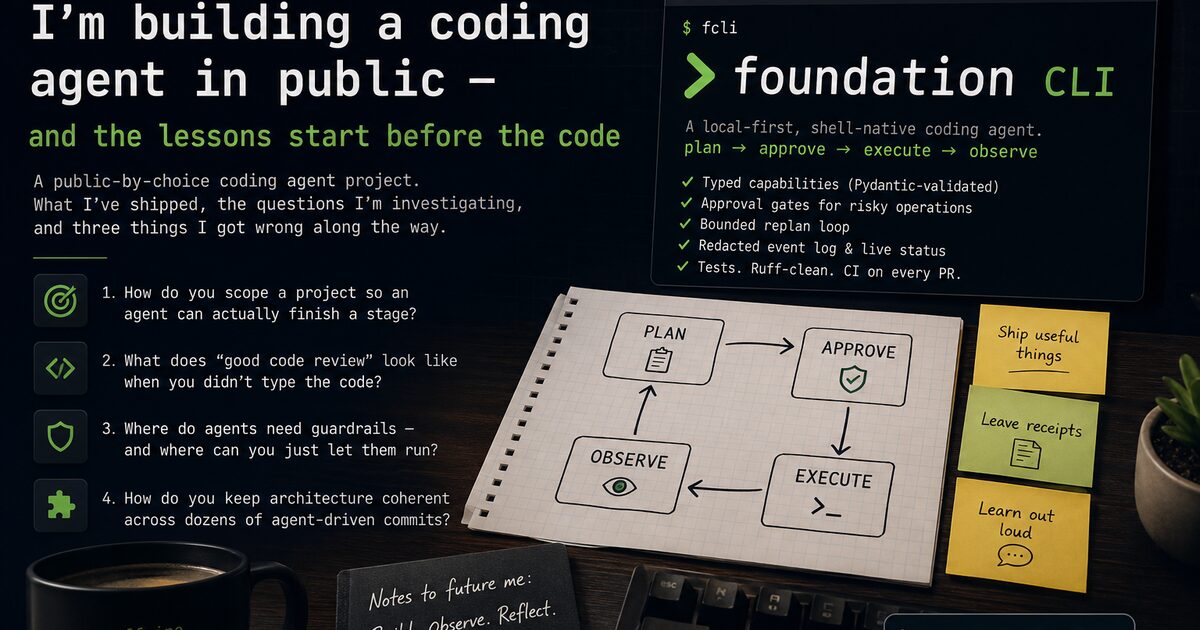 I’m building a coding
agent in public —
and the lessons start before the code
A public-by-choice coding agent project.
What I’ve shipped, the questions I’m investigating,
and three things I got wrong along the way.
1. How do you scope a project so an
agent can actually finish a stage?
2. What does “good code review” look like
when you didn’t type the code?
3. Where do agents need guardrails —
and where can you just let them run?
4. How do you keep architecture coherent
across dozens of agent-driven commits?
$ fcli
foundation CLI
A local-first, shell-native coding agent.
plan → approve → execute → observe
✓ Typed capabilities (Pydantic-validated)
✓ Approval gates for risky operations
✓ Bounded replan loop
✓ Redacted event log & live status
✓ Tests. Ruff-clean. CI on every PR.
PLAN
APPROVE
OBSERVE
EXECUTE
Ship useful
things
Leave receipts
Learn out
loud
Notes to future me:
Observe. Reflect.
esc